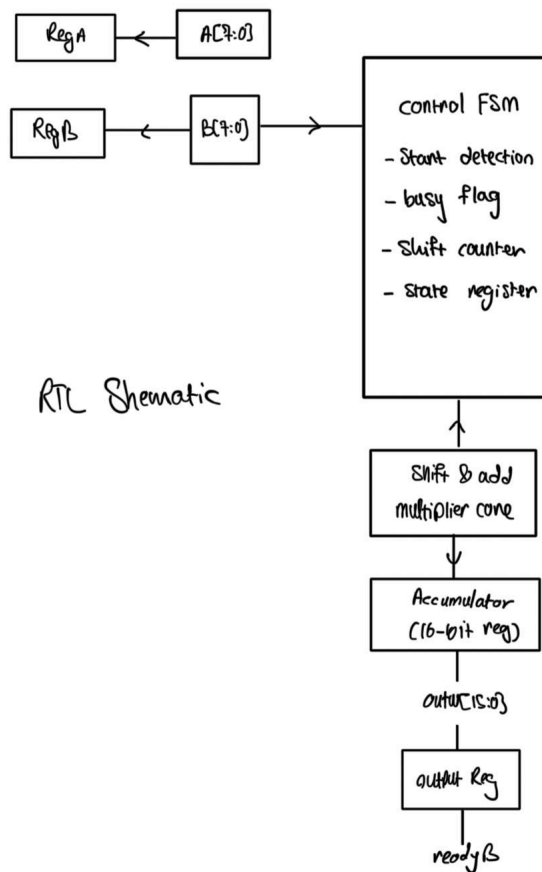 RegA
A[7:0]
RegB
B[7:0]
control FSM
- Start detection
- busy flag
- Shift counter
- State register
RTL Shematic
Shift & add
multiplier core
Accumulator
(16-bit reg)
output[15:0]
output Reg
readyB